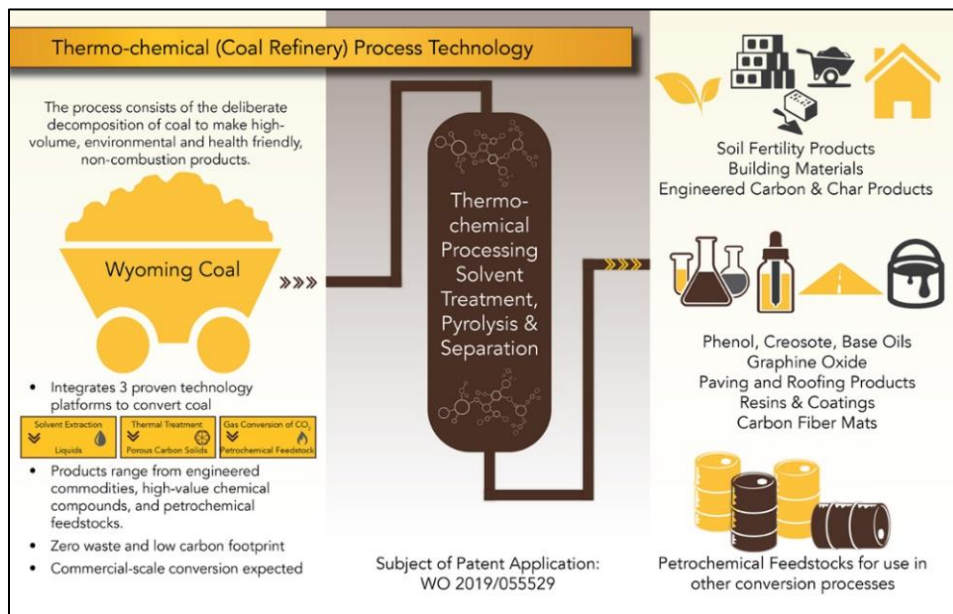 Thermo-chemical (Coal Refinery) Process Technology
The process consists of the deliberate
decomposition of coal to make high-
volume, environmental and health friendly,
non-combustion products.
Wyoming Coal
• Integrates 3 proven technology
platforms to convert coal
Solvent Extraction
Liquids
Thermal Treatment
Porous Carbon Solids
Gas Conversion of CO₂
Petrochemical Feedstock
• Products range from engineered
commodities, high-value chemical
compounds, and petrochemical
feedstocks.
• Zero waste and low carbon footprint
• Commercial-scale conversion expected
Thermo-
chemical
Processing
Solvent
Treatment,
Pyrolysis &
Separation
Subject of Patent Application:
WO 2019/055529
Soil Fertility Products
Building Materials
Engineered Carbon & Char Products
Phenol, Creosote, Base Oils
Graphine Oxide
Paving and Roofing Products
Resins & Coatings
Carbon Fiber Mats
Petrochemical Feedstocks for use in
other conversion processes